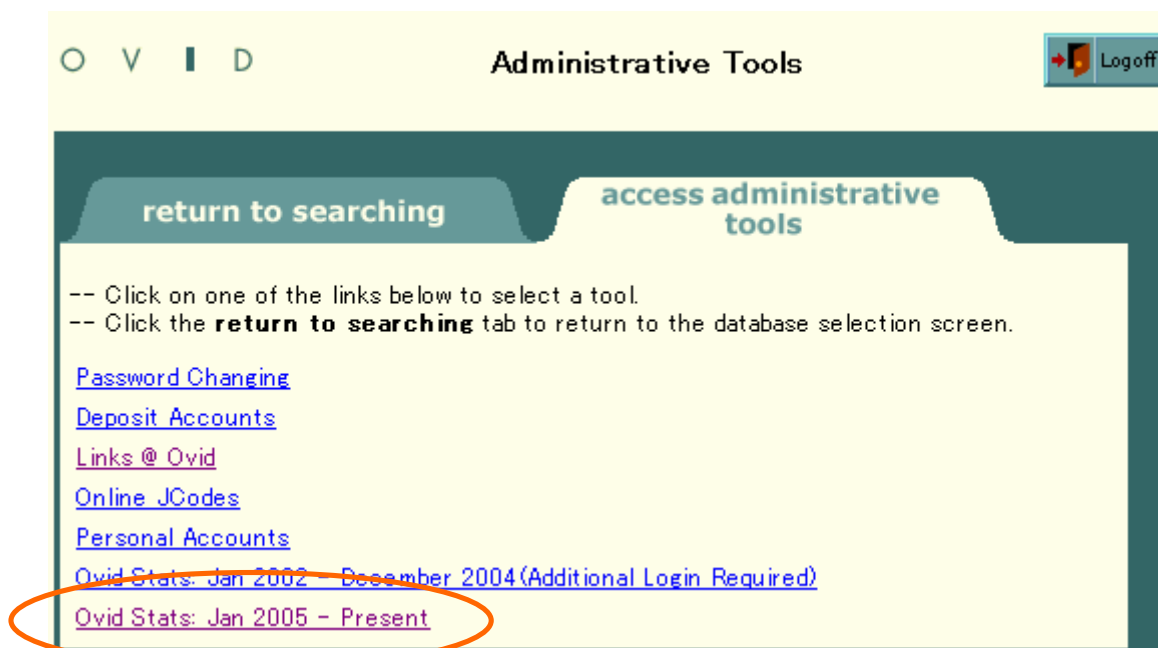 OVID
Administrative Tools
Logoff
return to searching
access administrative
tools
-- Click on one of the links below to select a tool.
-- Click the return to searching tab to return to the database selection screen.
Password Changing
Deposit Accounts
Links @ Ovid
Online JCodes
Personal Accounts
Ovid Stats: Jan 2002 - December 2004(Additional Login Required)
Ovid Stats: Jan 2005 - Present